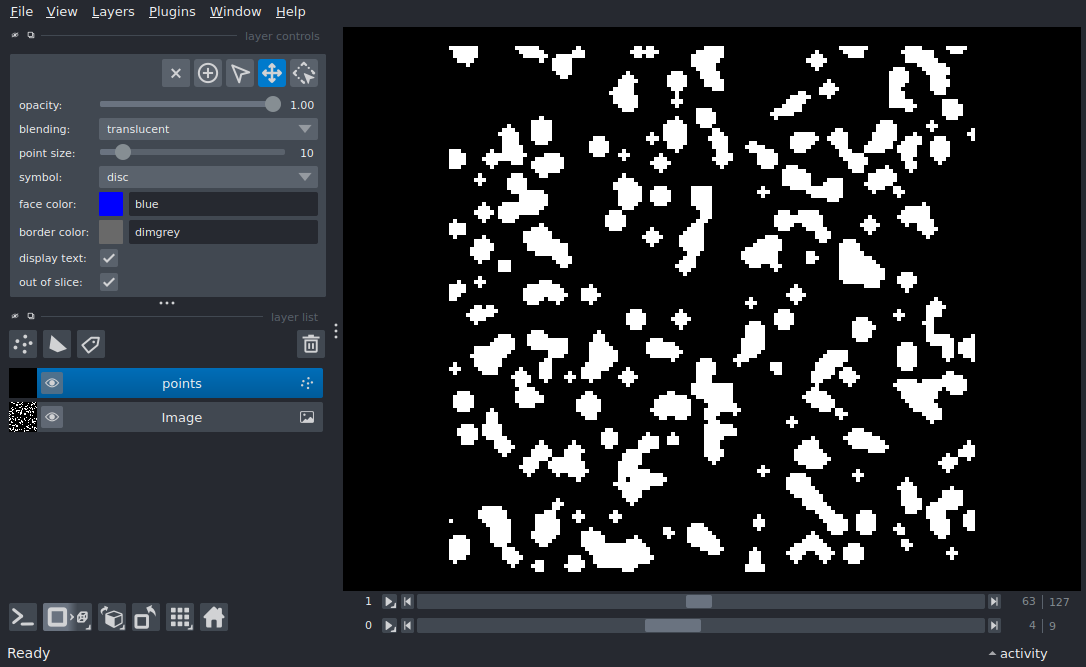 File View Layers Plugins Window Help
layer controls
opacity: 1.00
blending: translucent
point size: 10
symbol: disc
face color: blue
border color: dimgrey
display text:
out of slice:
layer list
points
Image
1 63 127
0 4 9
Ready activity